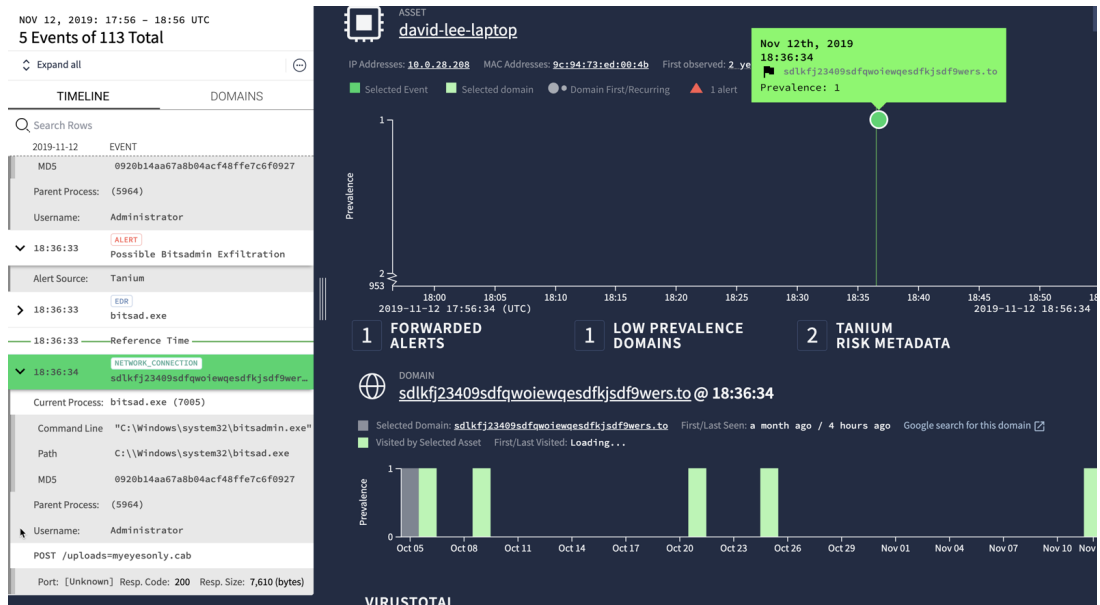 NOV 12, 2019: 17:56 – 18:56 UTC
5 Events of 113 Total
Expand all
TIMELINE DOMAINS
Search Rows
2019-11-12 EVENT
MD5 0920b14aa67a8b04acf48ffe7c6f0927
Parent Process: (5964)
Username: Administrator
ALERT
18:36:33 Possible Bitsadmin Exfiltration
Alert Source: Tanium
EDR
18:36:33 bitsad.exe
18:36:33 Reference Time
NETWORK_CONNECTION
18:36:34 sdlkfj23409sdfqwoiewqesdfkjsdf9wer…
Current Process: bitsad.exe (7005)
Command Line "C:\Windows\system32\bitsadmin.exe"
Path C:\\Windows\system32\bitsad.exe
MD5 0920b14aa67a8b04acf48ffe7c6f0927
Parent Process: (5964)
Username: Administrator
POST /uploads=myeyesonly.cab
Port: [Unknown] Resp. Code: 200 Resp. Size: 7,610 (bytes)
ASSET
david-lee-laptop
IP Addresses: 10.0.28.208 MAC Addresses: 9c:94:73:ed:00:4b First observed: 2 ye
Selected Event Selected domain Domain First/Recurring 1 alert
Nov 12th, 2019
18:36:34
sdlkfj23409sdfqwoiewqesdfkjsdf9wers.to
Prevalence: 1
1
Prevalence
2
953
18:00 18:05 18:10 18:15 18:20 18:25 18:30 18:35 18:40 18:45 18:50 18
2019-11-12 17:56:34 (UTC) 2019-11-12 18:56:34
1 FORWARDED ALERTS
1 LOW PREVALENCE DOMAINS
2 TANIUM RISK METADATA
DOMAIN
sdlkfj23409sdfqwoiewqesdfkjsdf9wers.to @ 18:36:34
Selected Domain: sdlkfj23409sdfqwoiewqesdfkjsdf9wers.to First/Last Seen: a month ago / 4 hours ago Google search for this domain
Visited by Selected Asset First/Last Visited: Loading...
1
Prevalence
0
Oct 05 Oct 08 Oct 11 Oct 14 Oct 17 Oct 20 Oct 23 Oct 26 Oct 29 Nov 01 Nov 04 Nov 07 Nov 10 Nov
VIRUSTOTAL